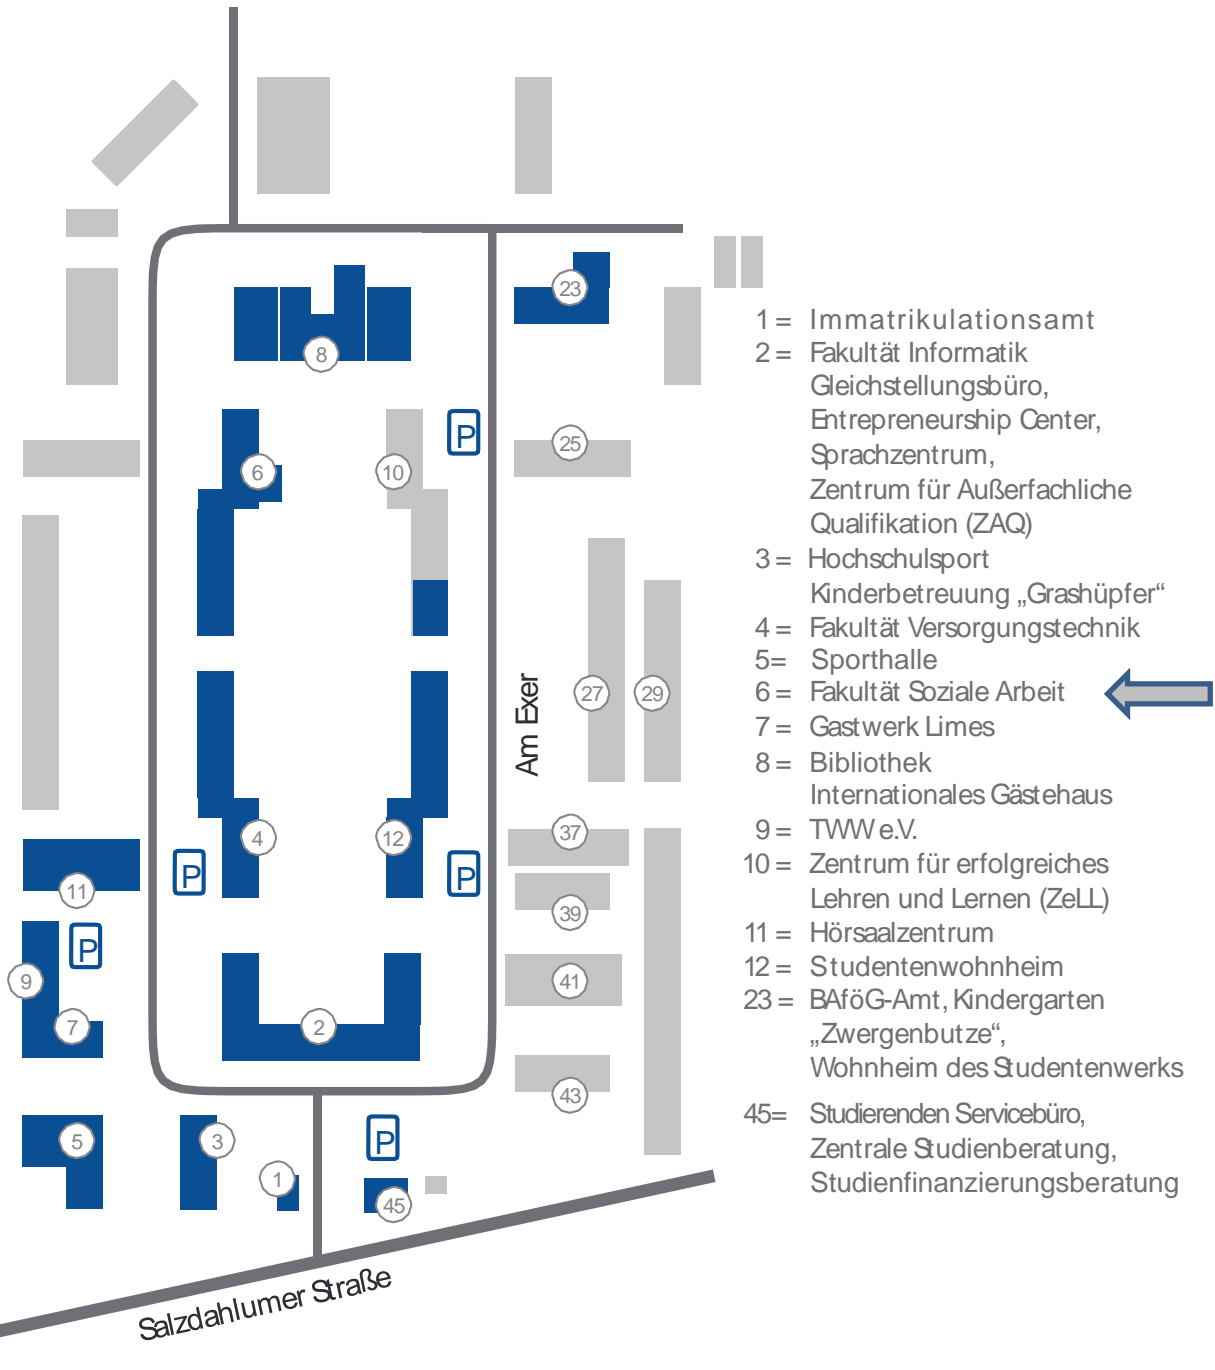 23
8
P
25
6
10
27
29
Am Exer
37
4
12
P
P
11
39
P
9
41
7
2
43
5
3
P
1
45
Salzdahlumer Straße
1 = Immatrikulationsamt
2 = Fakultät Informatik
Gleichstellungsbüro,
Entrepreneurship Center,
Sprachzentrum,
Zentrum für Außerfachliche
Qualifikation (ZAQ)
3 = Hochschulsport
Kinderbetreuung „Grashüpfer“
4 = Fakultät Versorgungstechnik
5= Sporthalle
6 = Fakultät Soziale Arbeit
7 = Gastwerk Limes
8 = Bibliothek
Internationales Gästehaus
9 = TWW e.V.
10 = Zentrum für erfolgreiches
Lehren und Lernen (ZeLL)
11 = Hörsaalzentrum
12 = Studentenwohnheim
23 = BAföG-Amt, Kindergarten
„Zwergenbutze“,
Wohnheim des Studentenwerks
45= Studierenden Servicebüro,
Zentrale Studienberatung,
Studienfinanzierungsberatung